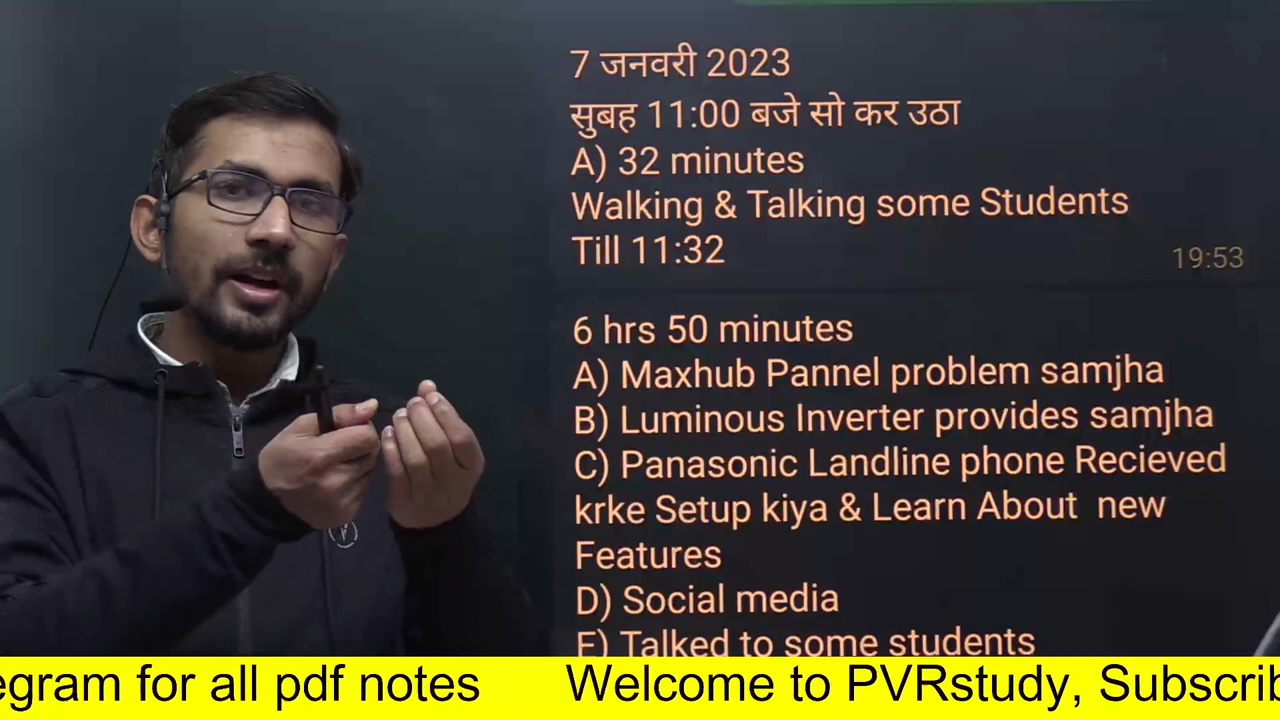 7 जनवरी 2023
सुबह 11:00 बजे सो कर उठा
A) 32 minutes
Walking & Talking some Students
Till 11:32
19:53
6 hrs 50 minutes
A) Maxhub Pannel problem samjha
B) Luminous Inverter provides samjha
C) Panasonic Landline phone Recieved
krke Setup kiya & Learn About new
Features
D) Social media
E) Talked to some students
egram for all pdf notes Welcome to PVRstudy, Subscrib